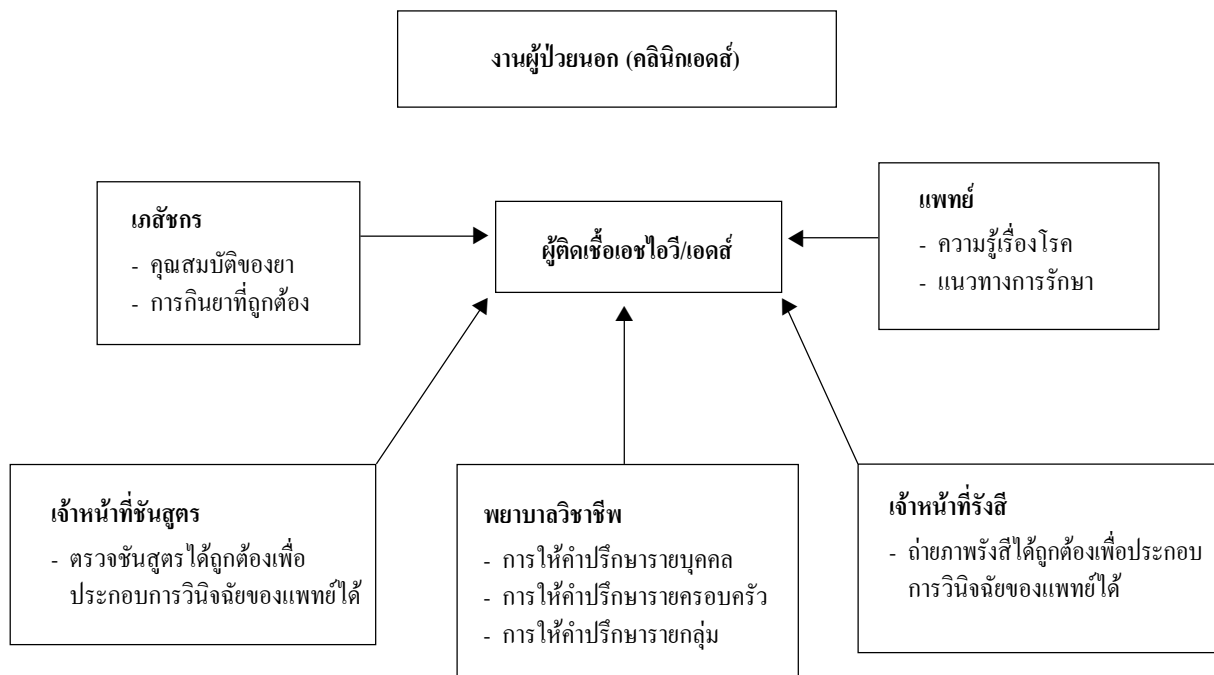 งานผู้ป่วยนอก (คลินิกเอดส์)
เภสัชกร
- คุณสมบัติของยา
- การกินยาที่ถูกต้อง
ผู้ติดเชื้อเอชไอวี/เอดส์
แพทย์
- ความรู้เรื่องโรค
- แนวทางการรักษา
เจ้าหน้าที่ชันสูตร
- ตรวจชันสูตรได้ถูกต้องเพื่อ
ประกอบการวินิจฉัยของแพทย์ได้
พยาบาลวิชาชีพ
- การให้คำปรึกษารายบุคคล
- การให้คำปรึกษารายครอบครัว
- การให้คำปรึกษารายกลุ่ม
เจ้าหน้าที่รังสี
- ถ่ายภาพรังสีได้ถูกต้องเพื่อประกอบ
การวินิจฉัยของแพทย์ได้